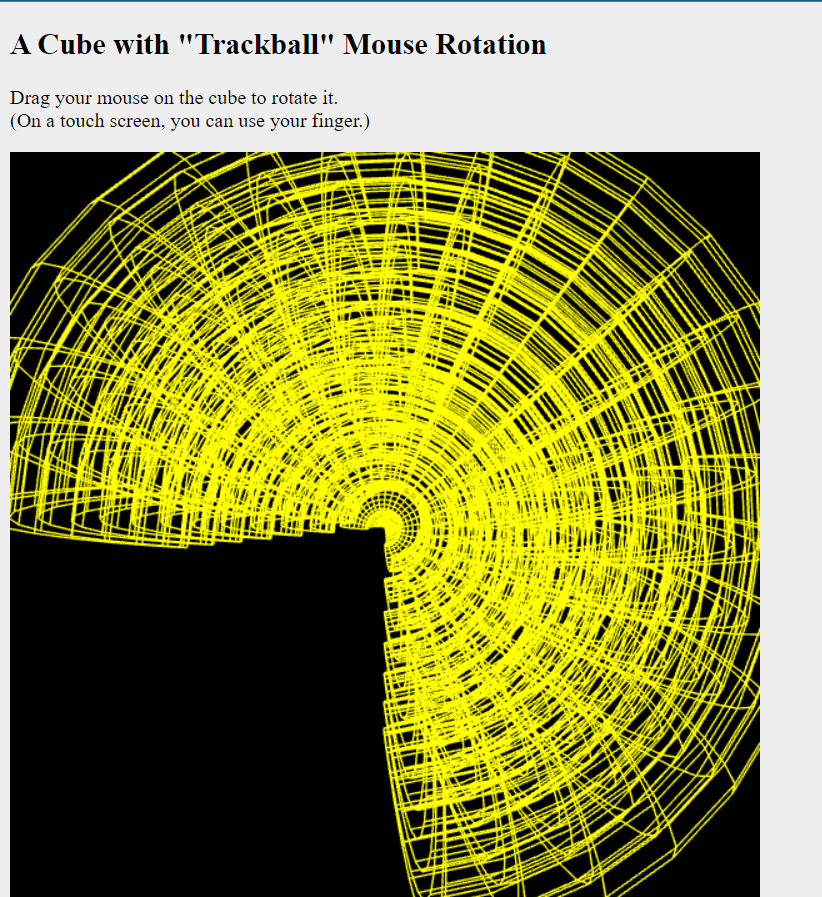 A Cube with "Trackball" Mouse Rotation
Drag your mouse on the cube to rotate it.
(On a touch screen, you can use your finger.)